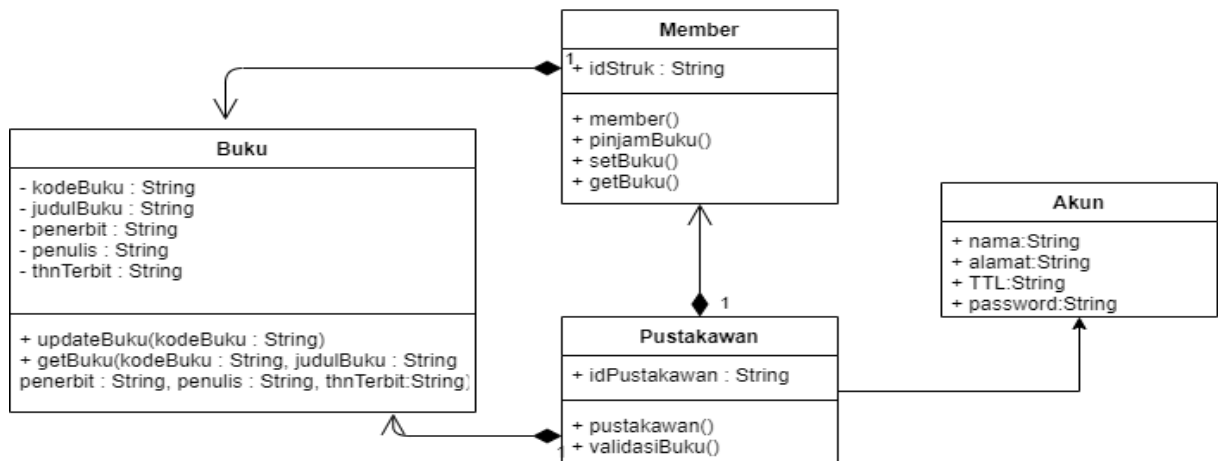 Member
1
+ idStruk : String
+ member()
+ pinjamBuku()
+ setBuku()
+ getBuku()
Buku
- kodeBuku : String
- judulBuku : String
- penerbit : String
- penulis : String
- thnTerbit : String
+ updateBuku(kodeBuku : String)
+ getBuku(kodeBuku : String, judulBuku : String
penerbit : String, penulis : String, thnTerbit:String)
Akun
+ nama:String
+ alamat:String
+ TTL:String
+ password:String
1
Pustakawan
+ idPustakawan : String
+ pustakawan()
+ validasiBuku()
1